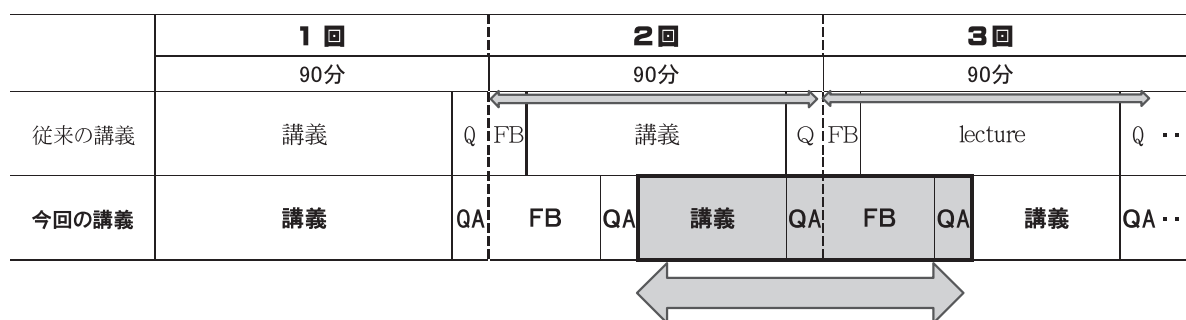 1回 2回 3回
90分 90分 90分
従来の講義 講義 Q FB 講義 Q FB lecture Q ‥
今回の講義 講義 QA FB QA 講義 QA FB QA 講義 QA‥